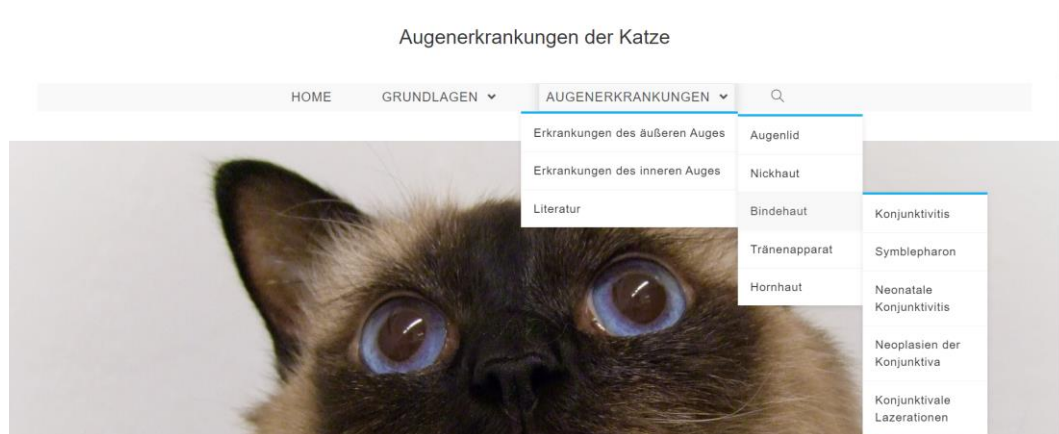 Augenerkrankungen der Katze
HOME GRUNDLAGEN AUGENERKRANKUNGEN
Erkrankungen des äußeren Auges
Erkrankungen des inneren Auges
Literatur
Augenlid
Nickhaut
Bindehaut
Tränenapparat
Hornhaut
Konjunktivitis
Symblepharon
Neonatale
Konjunktivitis
Neoplasien der
Konjunktiva
Konjunktivale
Lazerationen